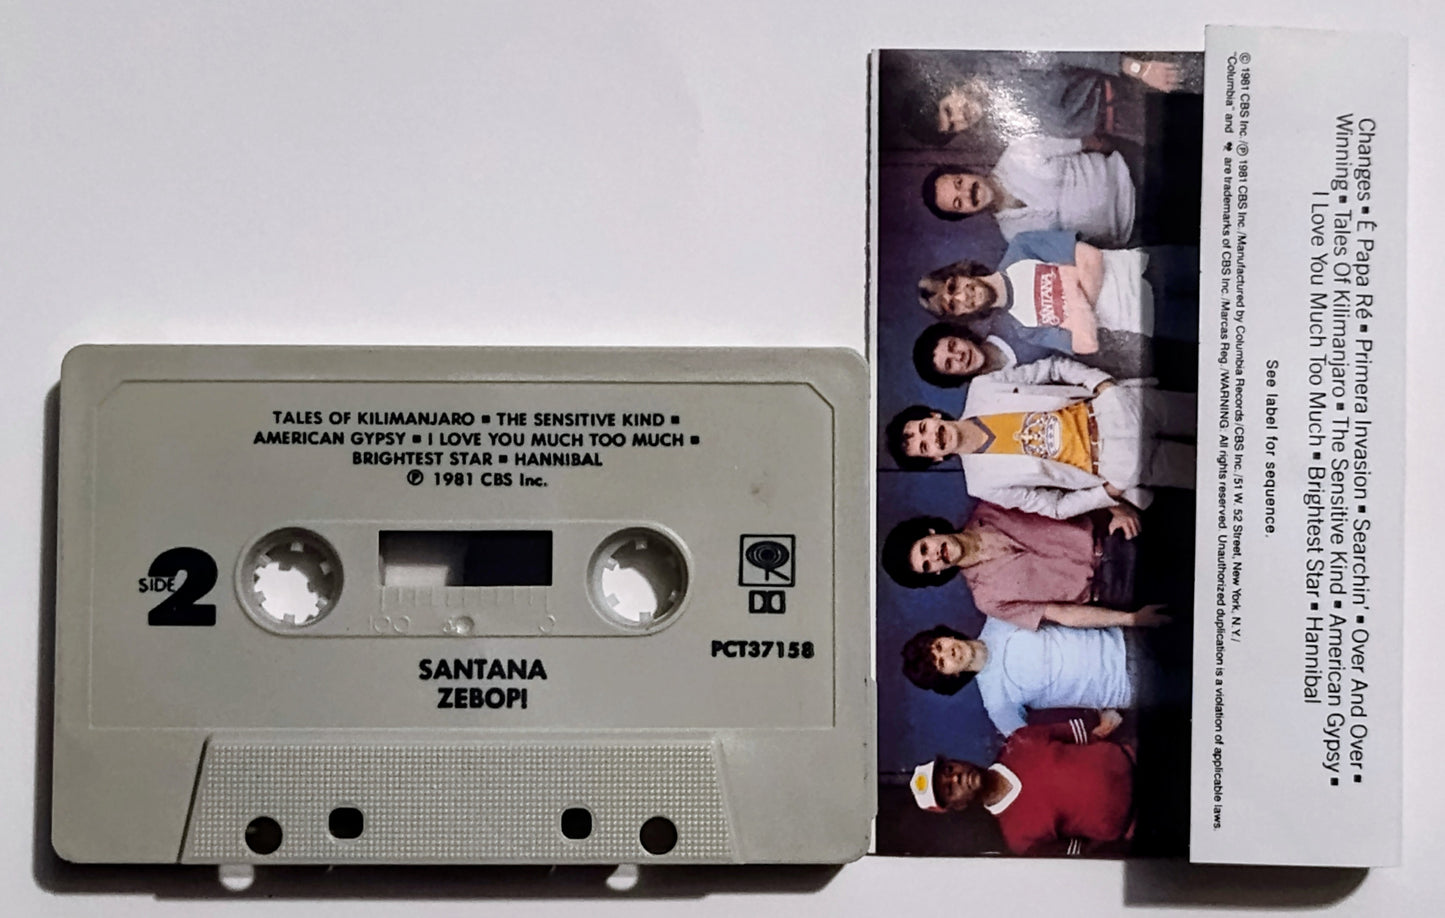 TALES OF KILIMANJARO ▪ THE SENSITIVE KIND ▪
AMERICAN GYPSY ▪ I LOVE YOU MUCH TOO MUCH ▪
BRIGHTEST STAR ▪ HANNIBAL
℗ 1981 CBS Inc.
SIDE 2
100 50 0
PCT37158
SANTANA
ZEBOP!
Changes ▪ É Papa Ré ▪ Primera Invasion ▪ Searchin' ▪ Over And Over ▪
Winning ▪ Tales Of Kilimanjaro ▪ The Sensitive Kind ▪ American Gypsy ▪
I Love You Much Too Much ▪ Brightest Star ▪ Hannibal
See label for sequence.
© 1981 CBS Inc./℗ 1981 CBS Inc./Manufactured by Columbia Records/CBS Inc./51 W. 52 Street, New York, N.Y./
"Columbia" and are trademarks of CBS Inc./Marcas Reg./WARNING: All rights reserved. Unauthorized duplication is a violation of applicable laws.